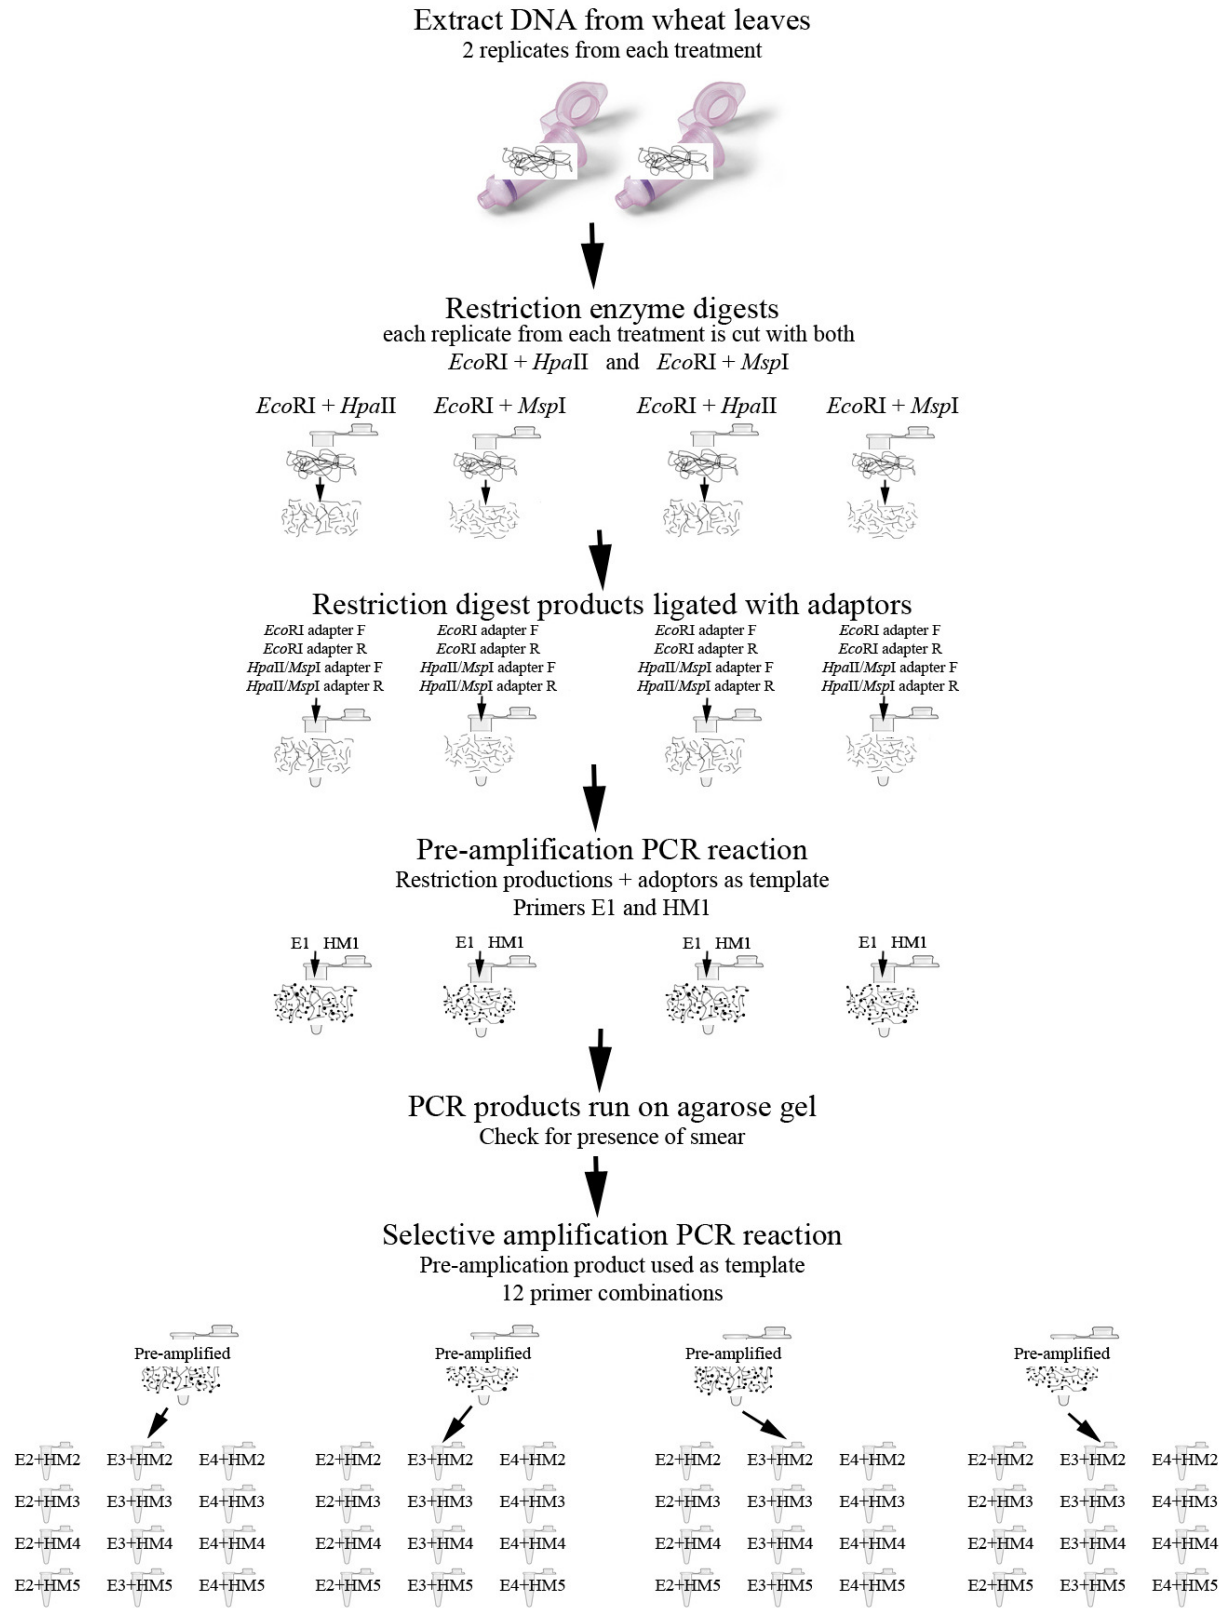 Extract DNA from wheat leaves
2 replicates from each treatment
Restriction enzyme digests
each replicate from each treatment is cut with both
EcoRI + HpaII and EcoRI + MspI
EcoRI + HpaII EcoRI + MspI EcoRI + HpaII EcoRI + MspI
Restriction digest products ligated with adaptors
EcoRI adapter F EcoRI adapter F EcoRI adapter F EcoRI adapter F
EcoRI adapter R EcoRI adapter R EcoRI adapter R EcoRI adapter R
HpaII/MspI adapter F HpaII/MspI adapter F HpaII/MspI adapter F HpaII/MspI adapter F
HpaII/MspI adapter R HpaII/MspI adapter R HpaII/MspI adapter R HpaII/MspI adapter R
Pre-amplification PCR reaction
Restriction productions + adoptors as template
Primers E1 and HM1
E1 HM1 E1 HM1 E1 HM1 E1 HM1
PCR products run on agarose gel
Check for presence of smear
Selective amplification PCR reaction
Pre-amplication product used as template
12 primer combinations
Pre-amplified Pre-amplified Pre-amplified Pre-amplified
E2+HM2 E3+HM2 E4+HM2 E2+HM2 E3+HM2 E4+HM2 E2+HM2 E3+HM2 E4+HM2 E2+HM2 E3+HM2 E4+HM2
E2+HM3 E3+HM3 E4+HM3 E2+HM3 E3+HM3 E4+HM3 E2+HM3 E3+HM3 E4+HM3 E2+HM3 E3+HM3 E4+HM3
E2+HM4 E3+HM4 E4+HM4 E2+HM4 E3+HM4 E4+HM4 E2+HM4 E3+HM4 E4+HM4 E2+HM4 E3+HM4 E4+HM4
E2+HM5 E3+HM5 E4+HM5 E2+HM5 E3+HM5 E4+HM5 E2+HM5 E3+HM5 E4+HM5 E2+HM5 E3+HM5 E4+HM5